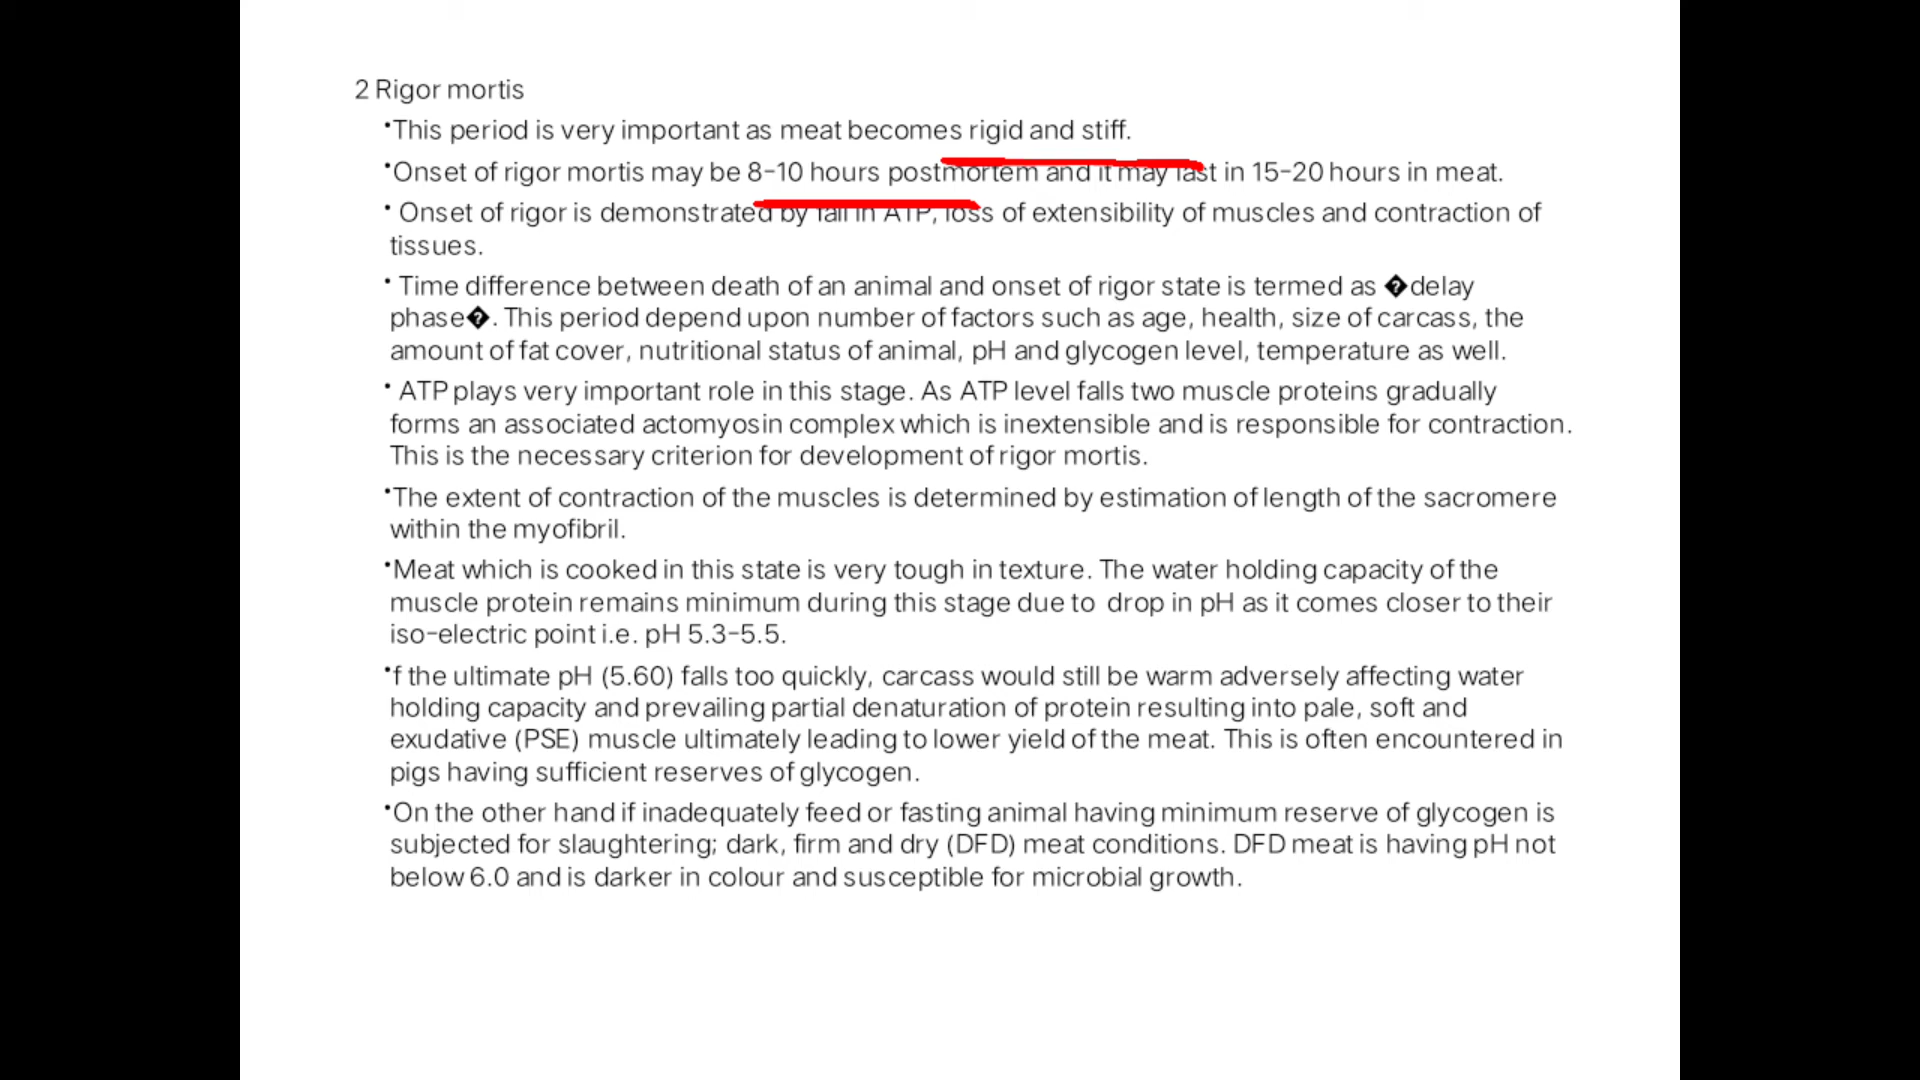 2 Rigor mortis
•This period is very important as meat becomes rigid and stiff.
•Onset of rigor mortis may be 8-10 hours postmortem and it may last in 15-20 hours in meat.
• Onset of rigor is demonstrated by fall in ATP, loss of extensibility of muscles and contraction of
tissues.
• Time difference between death of an animal and onset of rigor state is termed as �delay
phase�. This period depend upon number of factors such as age, health, size of carcass, the
amount of fat cover, nutritional status of animal, pH and glycogen level, temperature as well.
• ATP plays very important role in this stage. As ATP level falls two muscle proteins gradually
forms an associated actomyosin complex which is inextensible and is responsible for contraction.
This is the necessary criterion for development of rigor mortis.
•The extent of contraction of the muscles is determined by estimation of length of the sacromere
within the myofibril.
•Meat which is cooked in this state is very tough in texture. The water holding capacity of the
muscle protein remains minimum during this stage due to drop in pH as it comes closer to their
iso-electric point i.e. pH 5.3-5.5.
•f the ultimate pH (5.60) falls too quickly, carcass would still be warm adversely affecting water
holding capacity and prevailing partial denaturation of protein resulting into pale, soft and
exudative (PSE) muscle ultimately leading to lower yield of the meat. This is often encountered in
pigs having sufficient reserves of glycogen.
•On the other hand if inadequately feed or fasting animal having minimum reserve of glycogen is
subjected for slaughtering; dark, firm and dry (DFD) meat conditions. DFD meat is having pH not
below 6.0 and is darker in colour and susceptible for microbial growth.